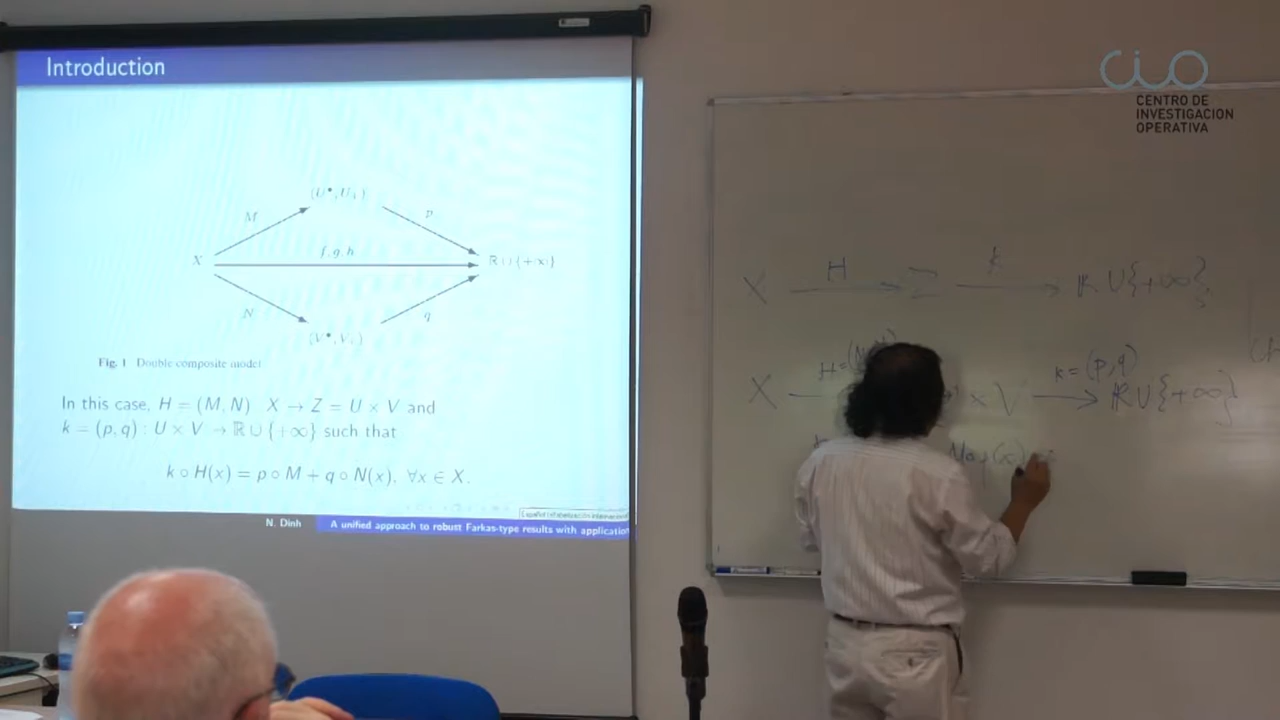 Introduction
(U•, U₊)
M
p
f, g, h
X
ℝ ∪ {+∞}
N
q
(V•, V₊)
Fig. 1 Double composite model
In this case, H = (M, N) X → Z = U × V and
k = (p, q) : U × V → ℝ ∪ {+∞} such that
k ∘ H(x) = p ∘ M + q ∘ N(x), ∀x ∈ X.
N. Dinh
A unified approach to robust Farkas-type results with application
CIO
CENTRO DE
INVESTIGACION
OPERATIVA
X H Z k ℝ ∪ {+∞}
X × V k = (p, q) ℝ ∪ {+∞}